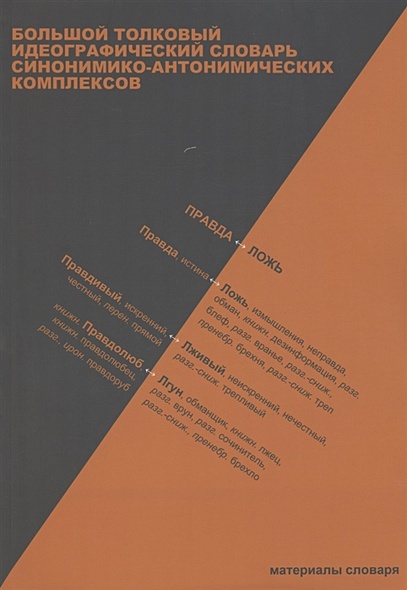 БОЛЬШОЙ ТОЛКОВЫЙ
ИДЕОГРАФИЧЕСКИЙ СЛОВАРЬ
СИНОНИМИКО-АНТОНИМИЧЕСКИХ
КОМПЛЕКСОВ
ПРАВДА ↔ ЛОЖЬ
Правда, истина ↔ Ложь, измышления, неправда,
обман, книжн. дезинформация, разг.
блеф, разг. вранье, разг.-сниж.,
пренебр. брехня, разг.-сниж. треп
Правдивый, искренний ↔ Лживый, неискренний, нечестный,
честный, перен. прямой
разг.-сниж. трепливый
книжн. Правдолюб ↔ Лгун, обманщик, книжн. лжец,
книжн. правдолюбец,
разг. врун, разг. сочинитель,
разг., ирон. правдоруб
разг.-сниж., пренебр. брехло
материалы словаря